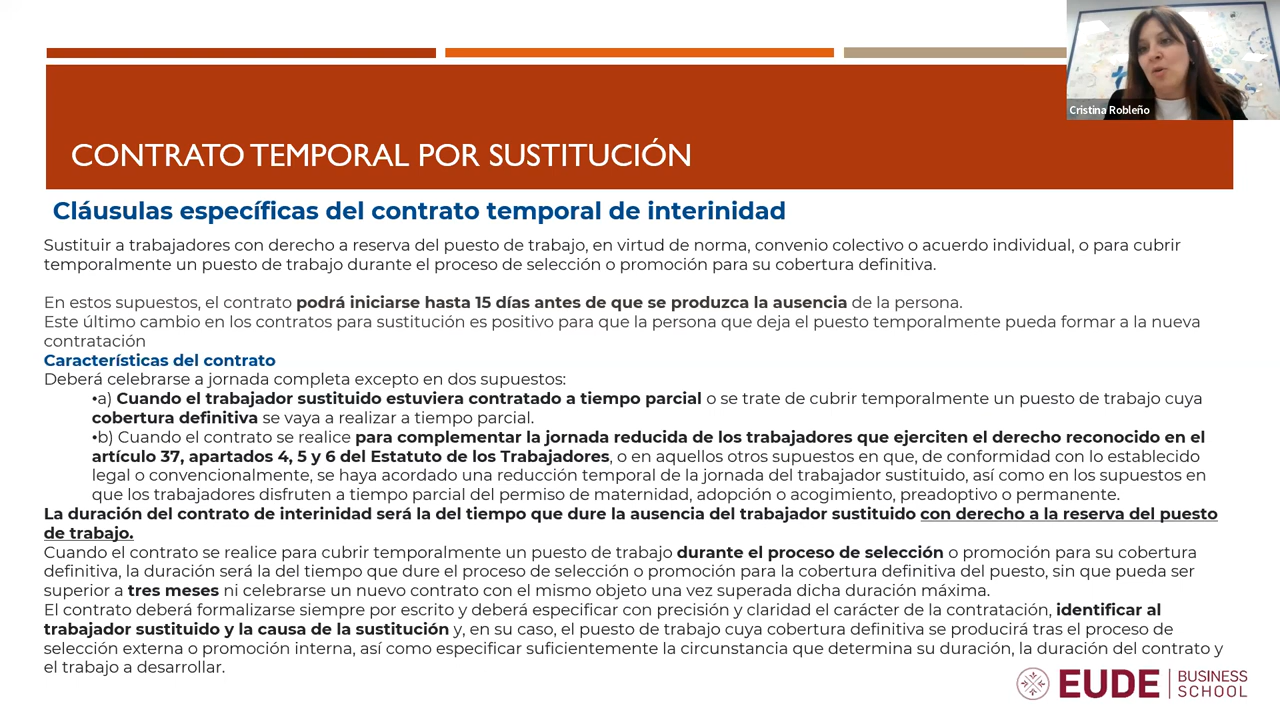 Cristina Robleño
CONTRATO TEMPORAL POR SUSTITUCIÓN
Cláusulas específicas del contrato temporal de interinidad
Sustituir a trabajadores con derecho a reserva del puesto de trabajo, en virtud de norma, convenio colectivo o acuerdo individual, o para cubrir
temporalmente un puesto de trabajo durante el proceso de selección o promoción para su cobertura definitiva.
En estos supuestos, el contrato podrá iniciarse hasta 15 días antes de que se produzca la ausencia de la persona.
Este último cambio en los contratos para sustitución es positivo para que la persona que deja el puesto temporalmente pueda formar a la nueva
contratación
Características del contrato
Deberá celebrarse a jornada completa excepto en dos supuestos:
•a) Cuando el trabajador sustituido estuviera contratado a tiempo parcial o se trate de cubrir temporalmente un puesto de trabajo cuya
cobertura definitiva se vaya a realizar a tiempo parcial.
•b) Cuando el contrato se realice para complementar la jornada reducida de los trabajadores que ejerciten el derecho reconocido en el
artículo 37, apartados 4, 5 y 6 del Estatuto de los Trabajadores, o en aquellos otros supuestos en que, de conformidad con lo establecido
legal o convencionalmente, se haya acordado una reducción temporal de la jornada del trabajador sustituido, así como en los supuestos en
que los trabajadores disfruten a tiempo parcial del permiso de maternidad, adopción o acogimiento, preadoptivo o permanente.
La duración del contrato de interinidad será la del tiempo que dure la ausencia del trabajador sustituido con derecho a la reserva del puesto
de trabajo.
Cuando el contrato se realice para cubrir temporalmente un puesto de trabajo durante el proceso de selección o promoción para su cobertura
definitiva, la duración será la del tiempo que dure el proceso de selección o promoción para la cobertura definitiva del puesto, sin que pueda ser
superior a tres meses ni celebrarse un nuevo contrato con el mismo objeto una vez superada dicha duración máxima.
El contrato deberá formalizarse siempre por escrito y deberá especificar con precisión y claridad el carácter de la contratación, identificar al
trabajador sustituido y la causa de la sustitución y, en su caso, el puesto de trabajo cuya cobertura definitiva se producirá tras el proceso de
selección externa o promoción interna, así como especificar suficientemente la circunstancia que determina su duración, la duración del contrato y
el trabajo a desarrollar.
EUDE BUSINESS
SCHOOL